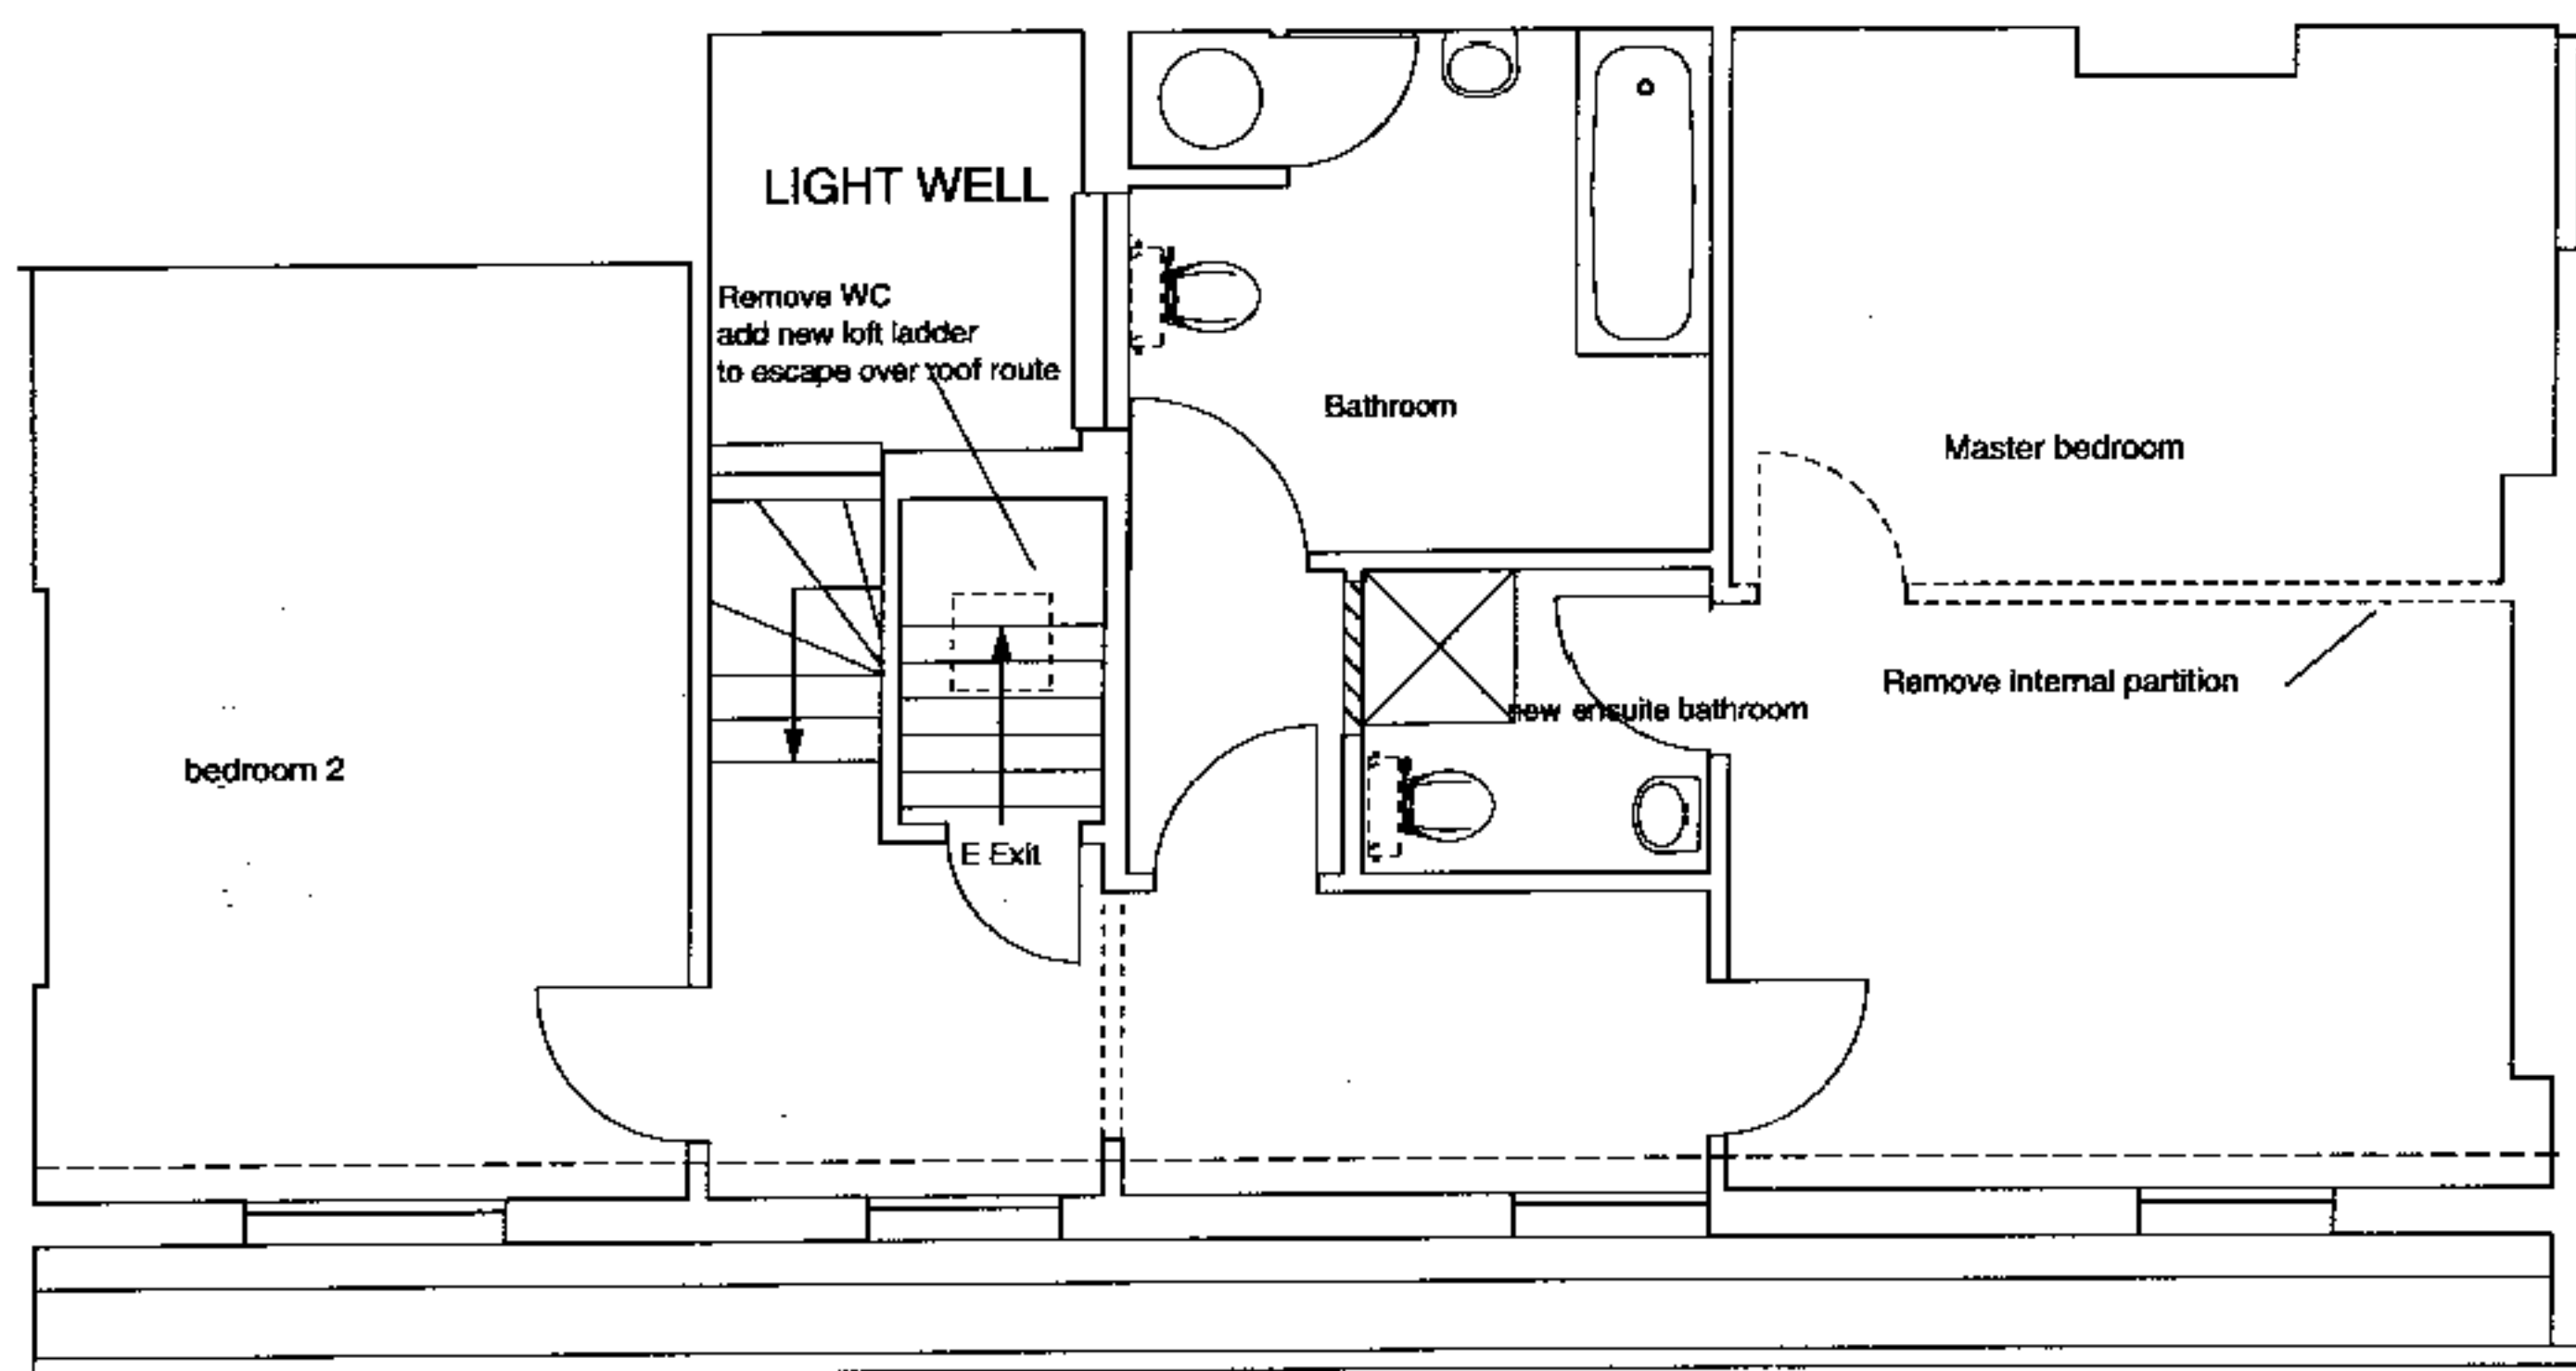 LIGHT WELL
Remove WC
add new loft ladder
to escape over roof route
Bathroom
Master bedroom
Remove internal partition
new ensuite bathroom
bedroom 2
E Exit